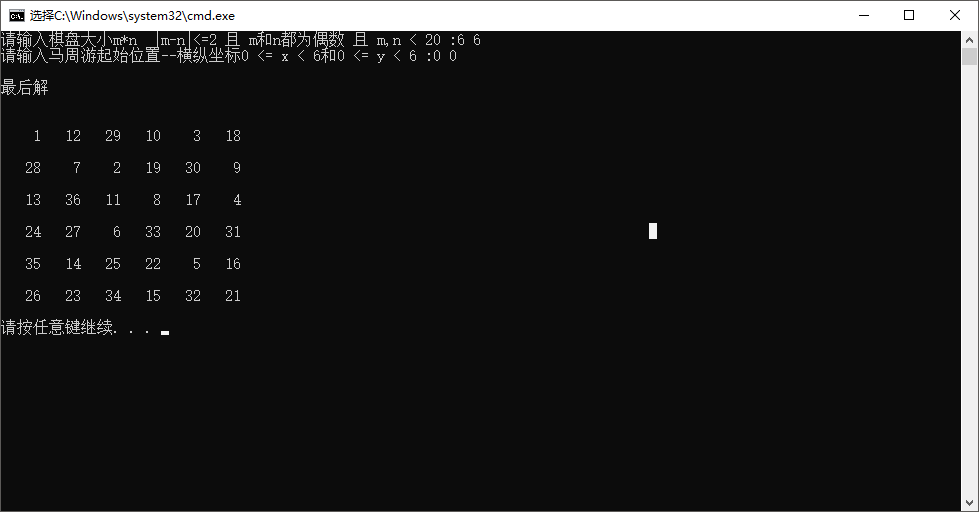 选择C:\Windows\system32\cmd.exe
请输入棋盘大小m*n  |m-n|<=2 且 m和n都为偶数 且 m,n < 20 :6 6
请输入马周游起始位置--横纵坐标0 <= x < 6和0 <= y < 6 :0 0
最后解
1 12 29 10 3 18
28 7 2 19 30 9
13 36 11 8 17 4
24 27 6 33 20 31
35 14 25 22 5 16
26 23 34 15 32 21
请按任意键继续. . .